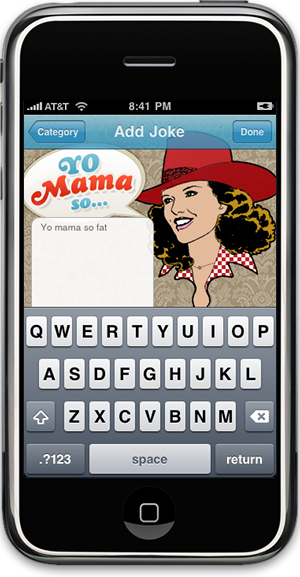 AT&T 8:41 PM
Category Add Joke Done
YO
Mama
so...
Yo mama so fat
Q W E R T Y U I O P
A S D F G H J K L
Z X C V B N M
.?123 space return